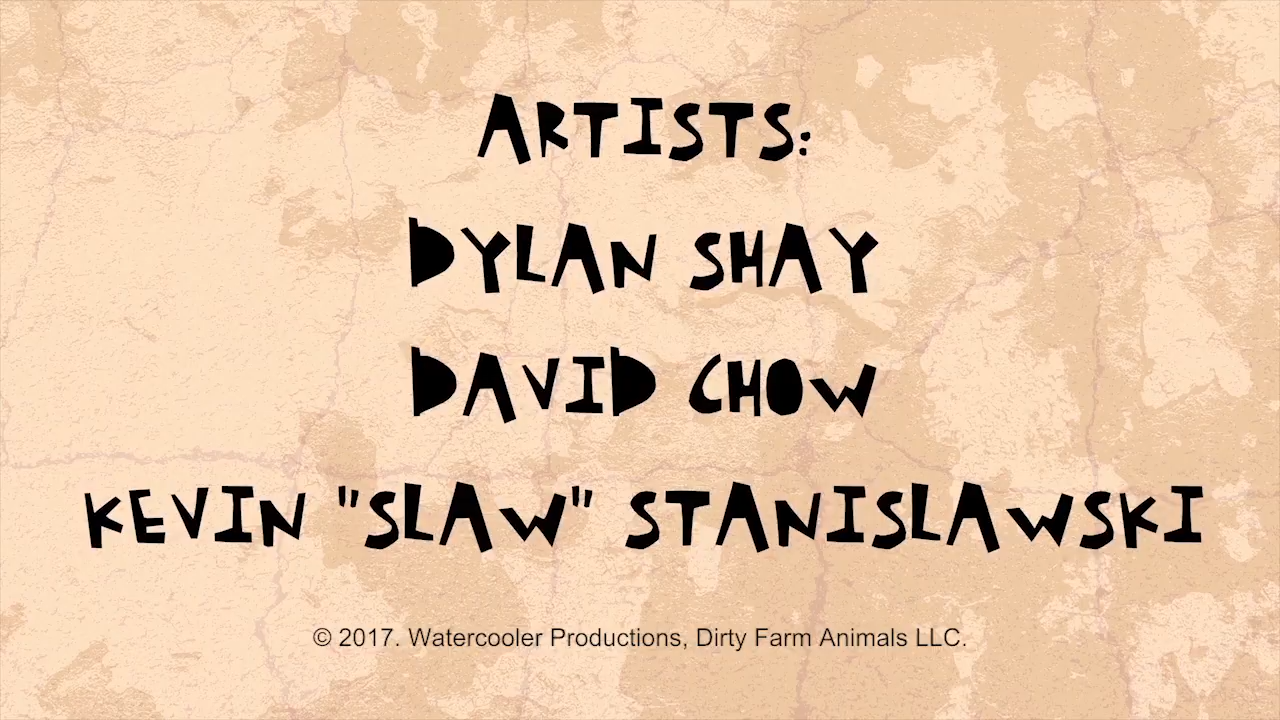 ARTISTS:
DYLAN SHAY
DAVID CHOW
KEVIN "SLAW" STANISLAWSKI
© 2017. Watercooler Productions, Dirty Farm Animals LLC.